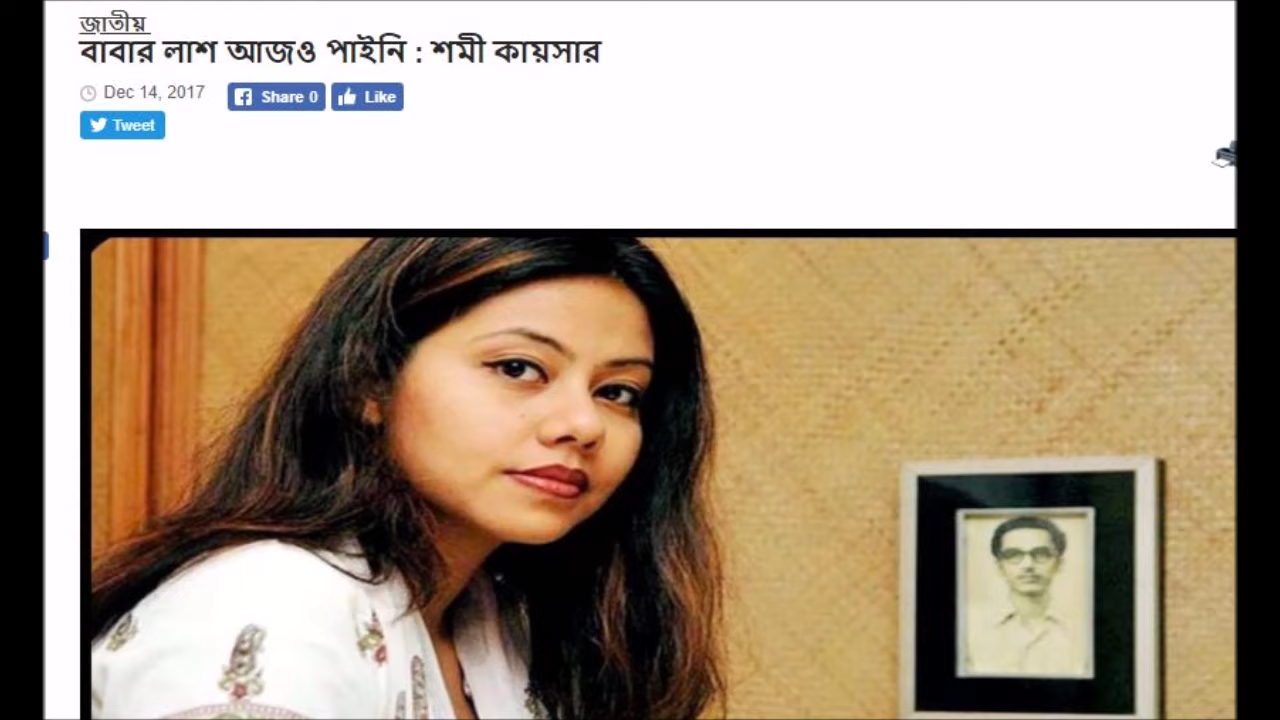 জাতীয়
বাবার লাশ আজও পাইনি : শমী কায়সার
Dec 14, 2017
Share 0
Like
Tweet